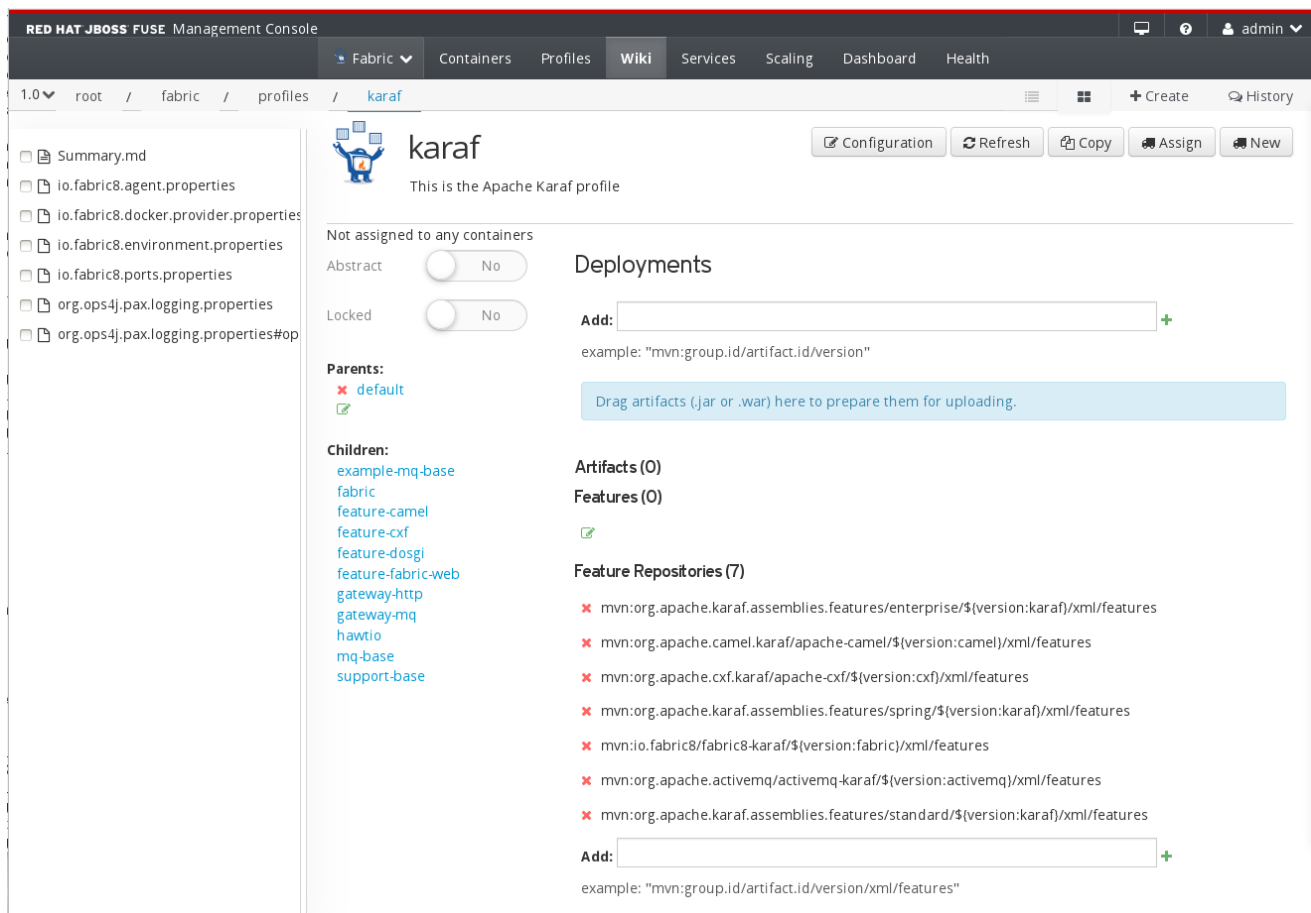 RED HAT JBOSS FUSE Management Console
admin
Fabric Containers Profiles Wiki Services Scaling Dashboard Health
1.0 root / fabric / profiles / karaf
Create History
Summary.md
io.fabric8.agent.properties
io.fabric8.docker.provider.properties
io.fabric8.environment.properties
io.fabric8.ports.properties
org.ops4j.pax.logging.properties
org.ops4j.pax.logging.properties#op
karaf
Configuration Refresh Copy Assign New
This is the Apache Karaf profile
Not assigned to any containers
Abstract No
Locked No
Parents:
default
Children:
example-mq-base
fabric
feature-camel
feature-cxf
feature-dosgi
feature-fabric-web
gateway-http
gateway-mq
hawtio
mq-base
support-base
Deployments
Add:
example: "mvn:group.id/artifact.id/version"
Drag artifacts (.jar or .war) here to prepare them for uploading.
Artifacts (0)
Features (0)
Feature Repositories (7)
mvn:org.apache.karaf.assemblies.features/enterprise/${version:karaf}/xml/features
mvn:org.apache.camel.karaf/apache-camel/${version:camel}/xml/features
mvn:org.apache.cxf.karaf/apache-cxf/${version:cxf}/xml/features
mvn:org.apache.karaf.assemblies.features/spring/${version:karaf}/xml/features
mvn:io.fabric8/fabric8-karaf/${version:fabric}/xml/features
mvn:org.apache.activemq/activemq-karaf/${version:activemq}/xml/features
mvn:org.apache.karaf.assemblies.features/standard/${version:karaf}/xml/features
Add:
example: "mvn:group.id/artifact.id/version/xml/features"